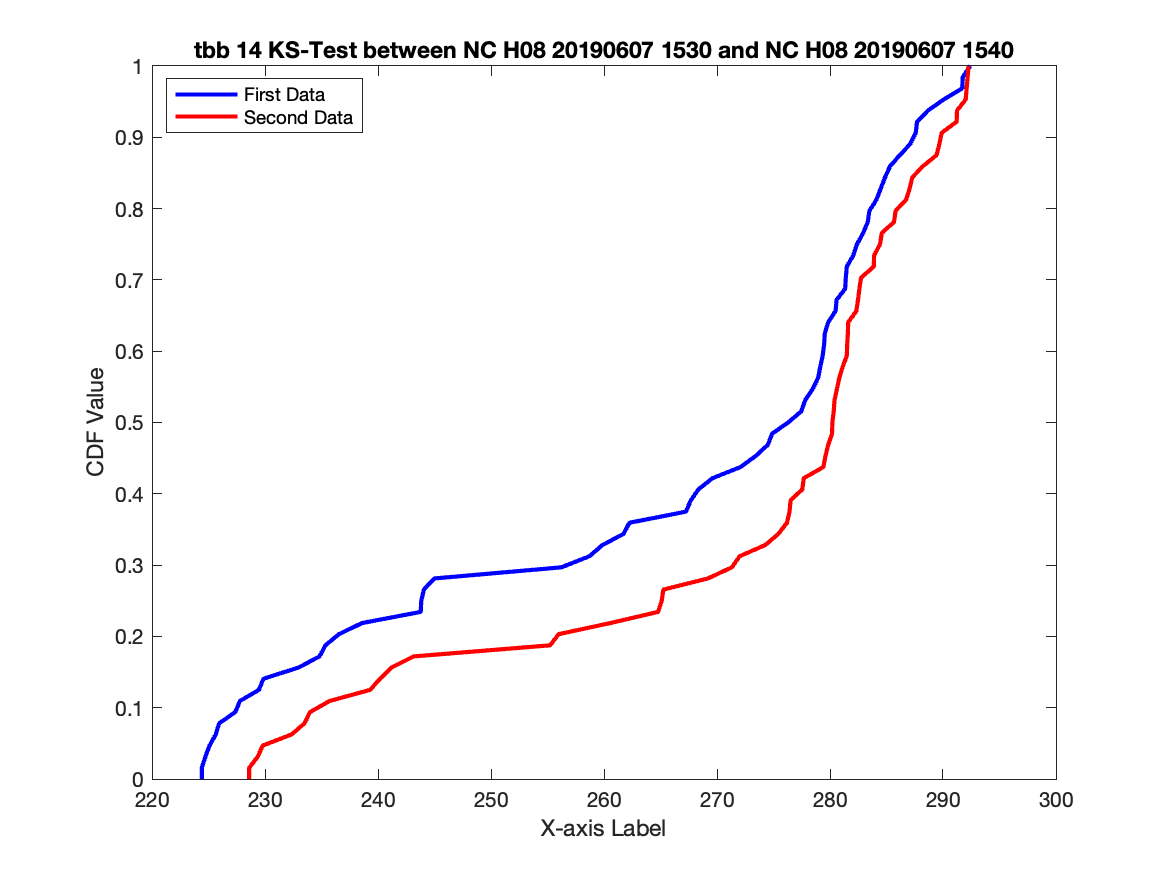 tbb 14 KS-Test between NC H08 20190607 1530 and NC H08 20190607 1540
First Data
Second Data
1
0.9
0.8
0.7
0.6
0.5
0.4
0.3
0.2
0.1
0
CDF Value
220 230 240 250 260 270 280 290 300
X-axis Label